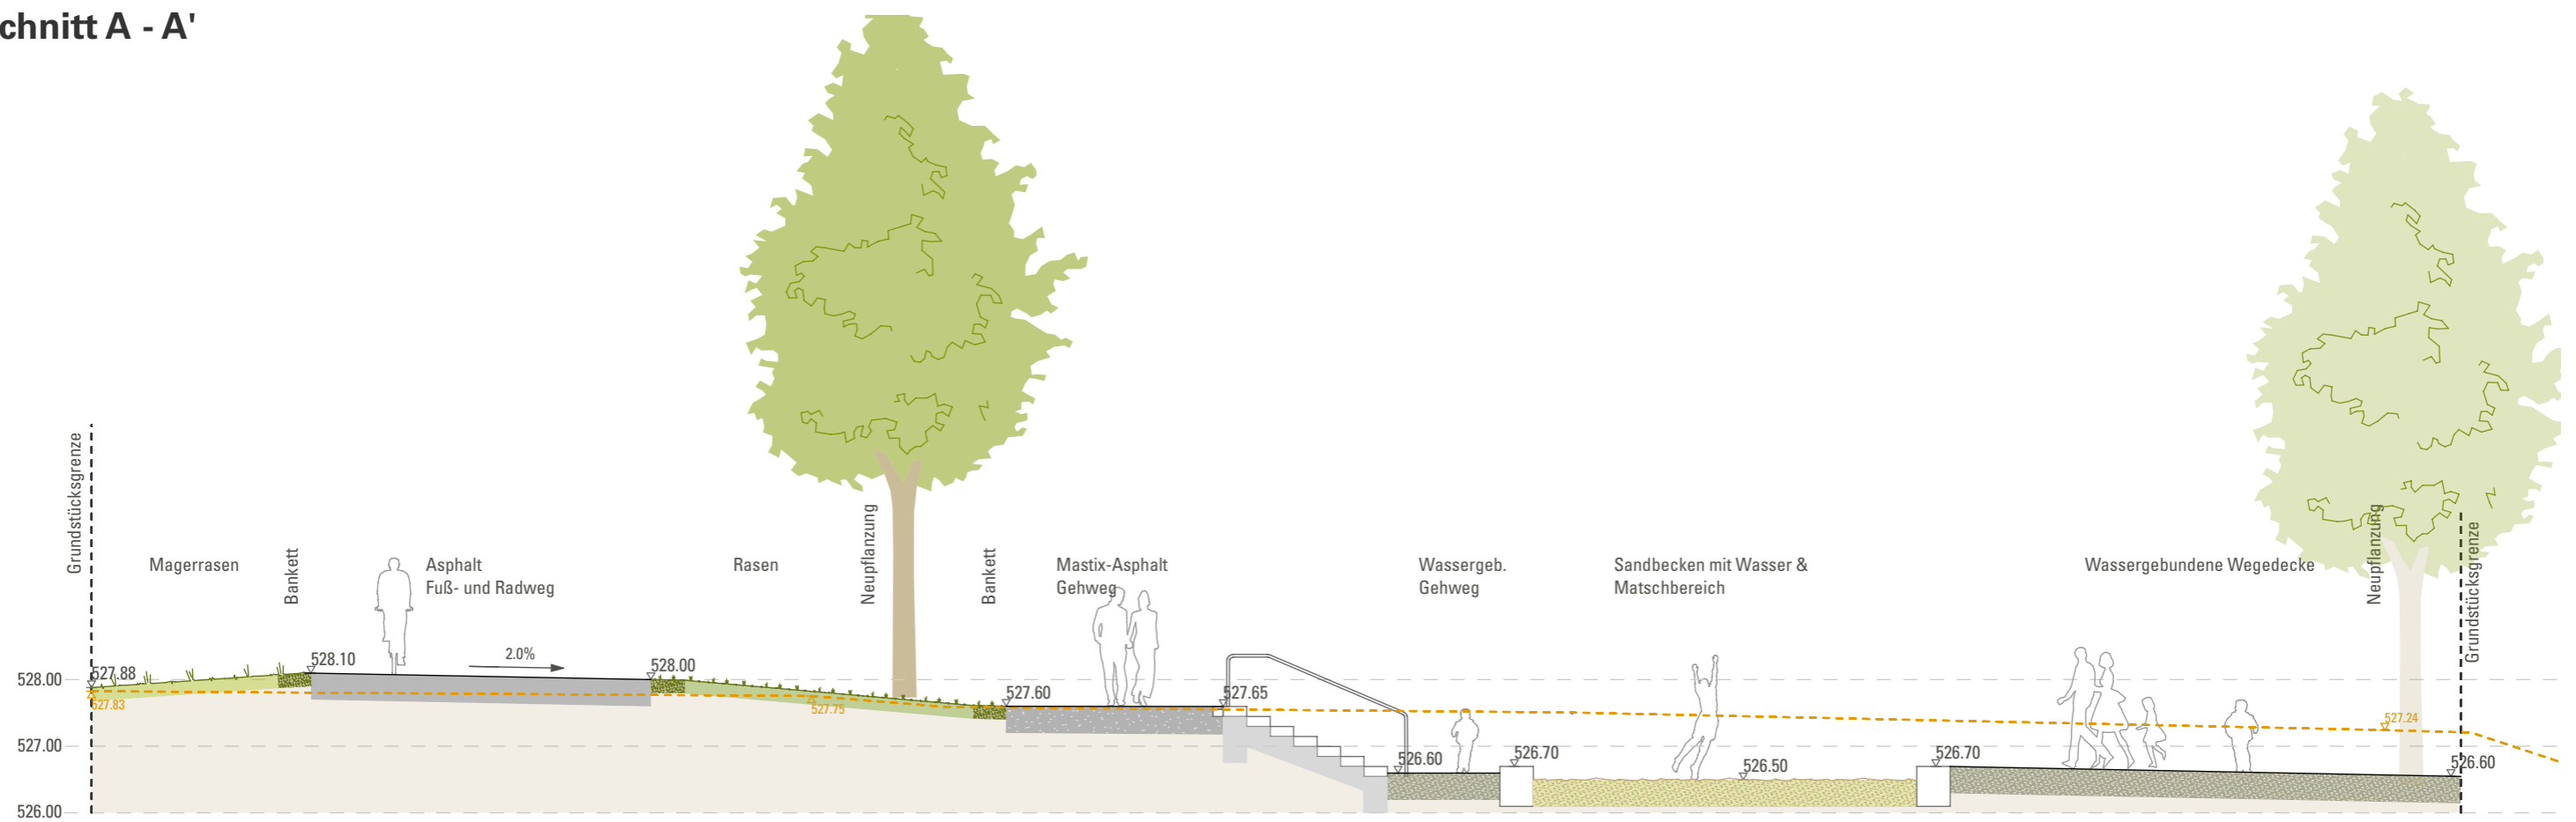 chnitt A - A'
Grundstücksgrenze
Magerrasen
Bankett
Asphalt
Fuß- und Radweg
Rasen
Neupflanzung
Bankett
Mastix-Asphalt
Gehweg
Wassergeb.
Gehweg
Sandbecken mit Wasser &
Matschbereich
Wassergebundene Wegedecke
Neupflanzung
Grundstücksgrenze
528.00
527.88
527.83
528.10
2.0%
528.00
527.75
527.60
527.65
527.24
527.00
526.60
526.70
526.50
526.70
526.60
526.00